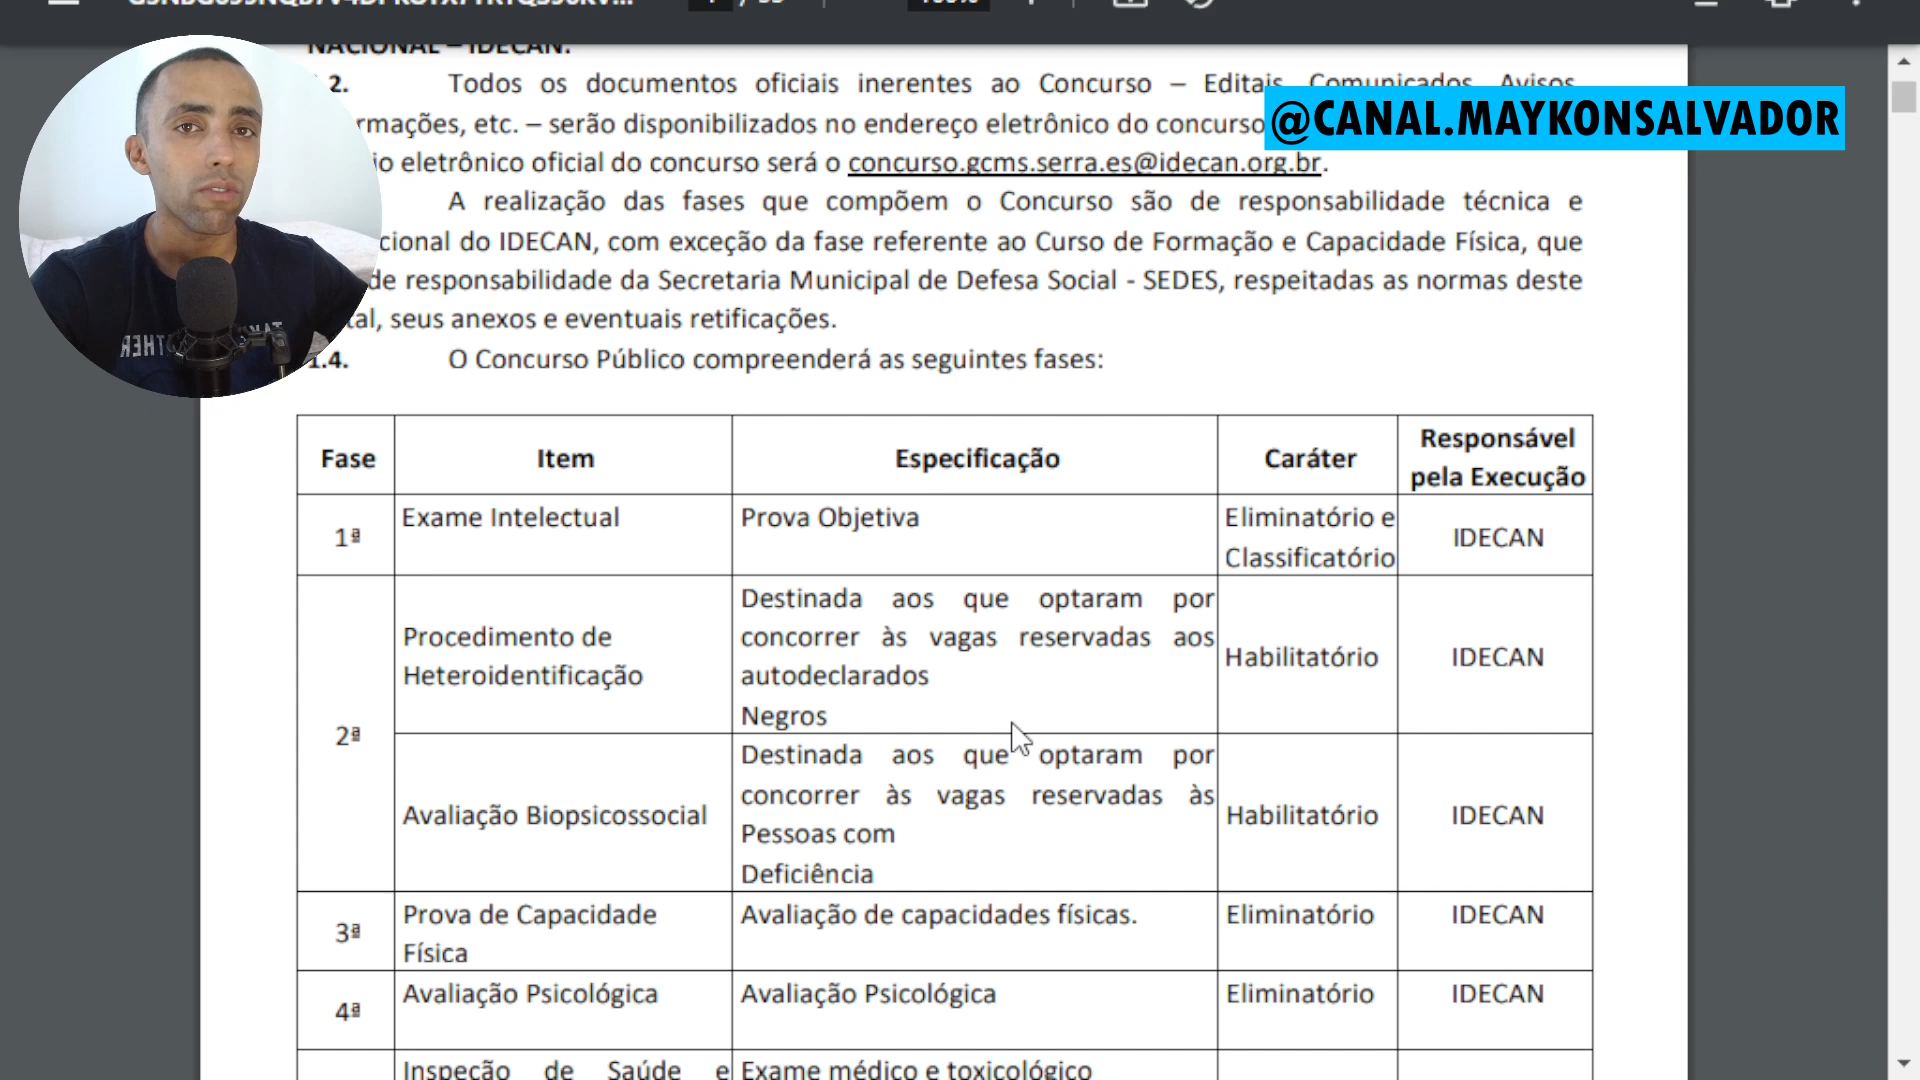 NACIONAL – IDECAN.
2. Todos os documentos oficiais inerentes ao Concurso – Editais, Comunicados, Avisos,
rmações, etc. – serão disponibilizados no endereço eletrônico do concurso
@CANAL.MAYKONSALVADOR
io eletrônico oficial do concurso será o concurso.gcms.serra.es@idecan.org.br.
A realização das fases que compõem o Concurso são de responsabilidade técnica e
cional do IDECAN, com exceção da fase referente ao Curso de Formação e Capacidade Física, que
de responsabilidade da Secretaria Municipal de Defesa Social - SEDES, respeitadas as normas deste
tal, seus anexos e eventuais retificações.
1.4. O Concurso Público compreenderá as seguintes fases:
Fase Item Especificação Caráter Responsável pela Execução
1ª Exame Intelectual Prova Objetiva Eliminatório e Classificatório IDECAN
2ª
Procedimento de Heteroidentificação
Destinada aos que optaram por
concorrer às vagas reservadas aos
autodeclarados
Negros
Habilitatório IDECAN
Avaliação Biopsicossocial
Destinada aos que optaram por
concorrer às vagas reservadas às
Pessoas com
Deficiência
Habilitatório IDECAN
3ª Prova de Capacidade Física Avaliação de capacidades físicas. Eliminatório IDECAN
4ª Avaliação Psicológica Avaliação Psicológica Eliminatório IDECAN
Inspeção de Saúde e Exame médico e toxicológico